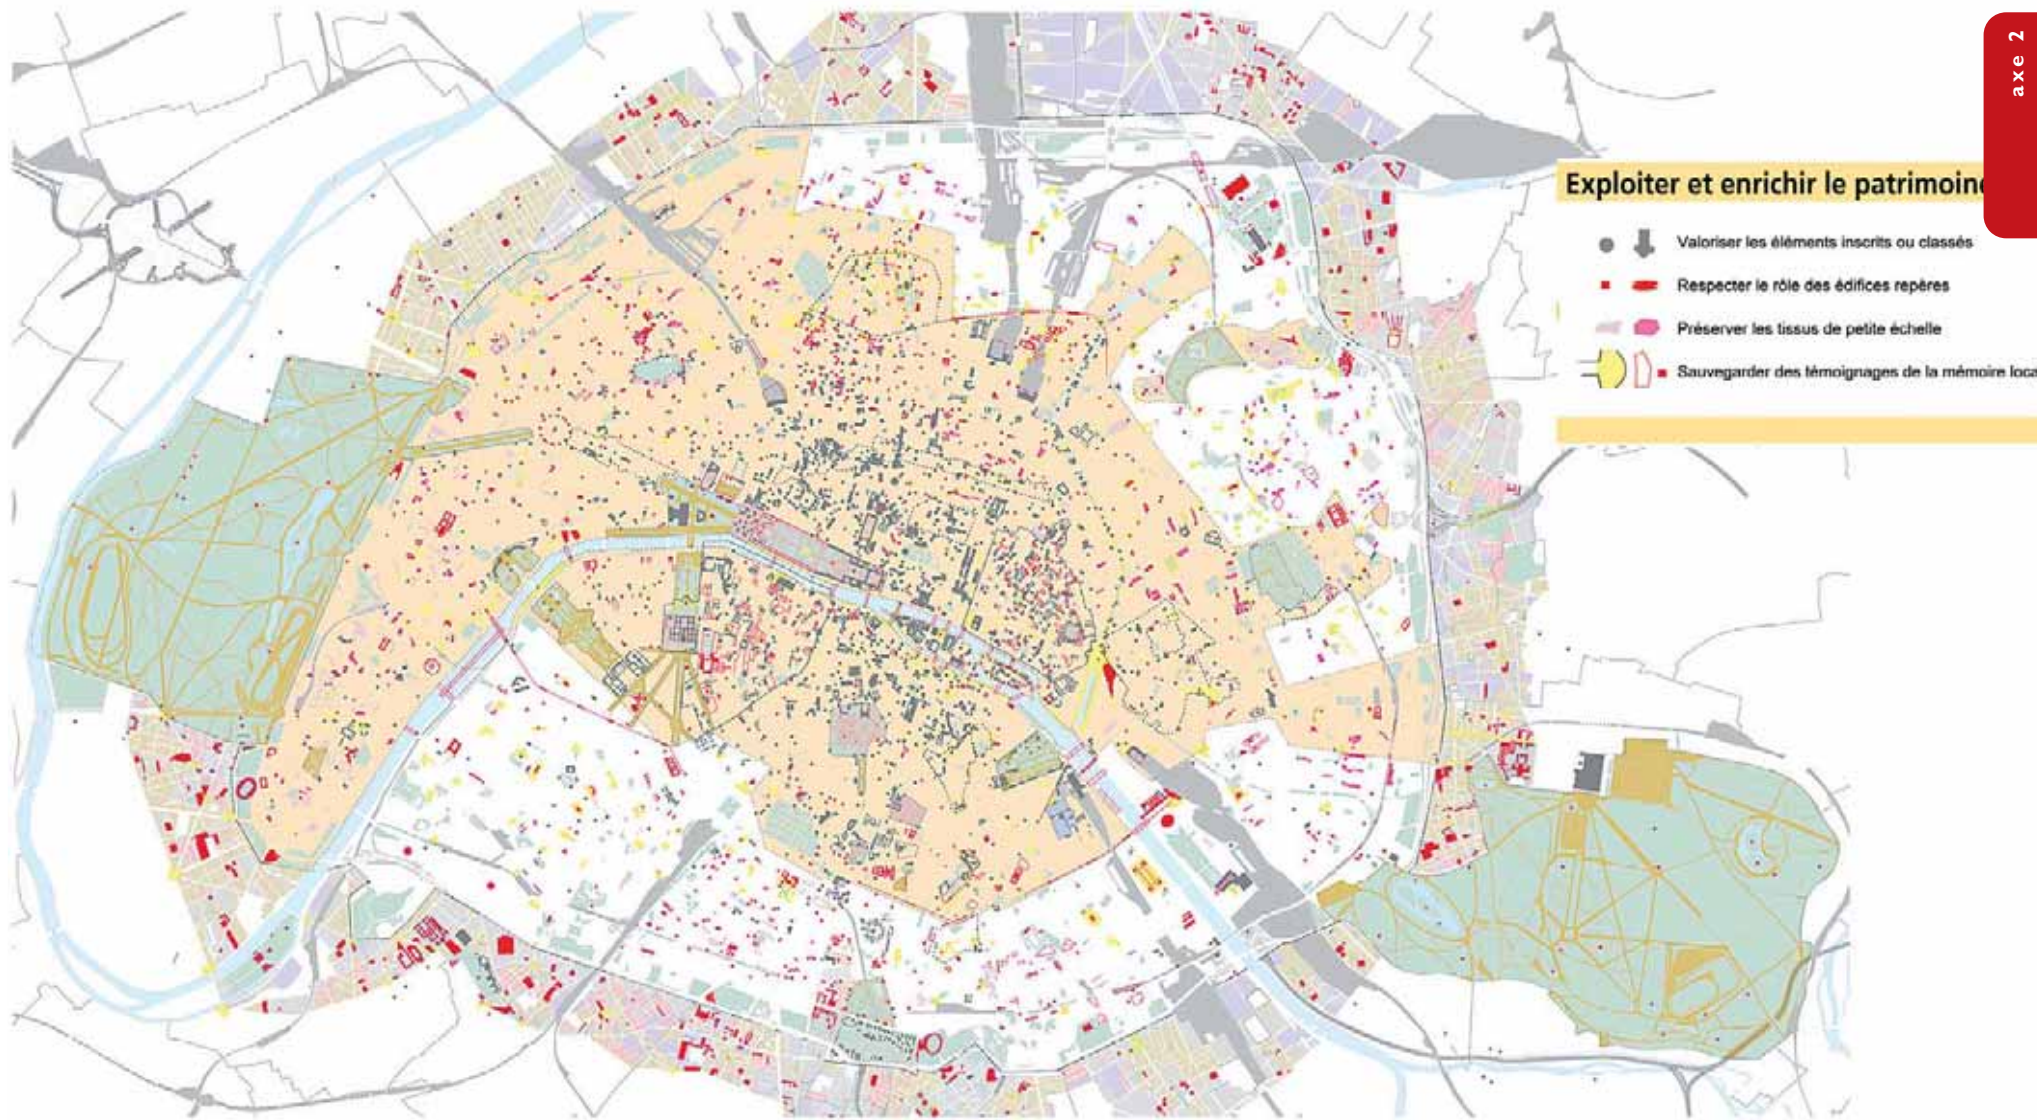 axe 2
Exploiter et enrichir le patrimoine
Valoriser les éléments inscrits ou classés
Respecter le rôle des édifices repères
Préserver les tissus de petite échelle
Sauvegarder des témoignages de la mémoire loca